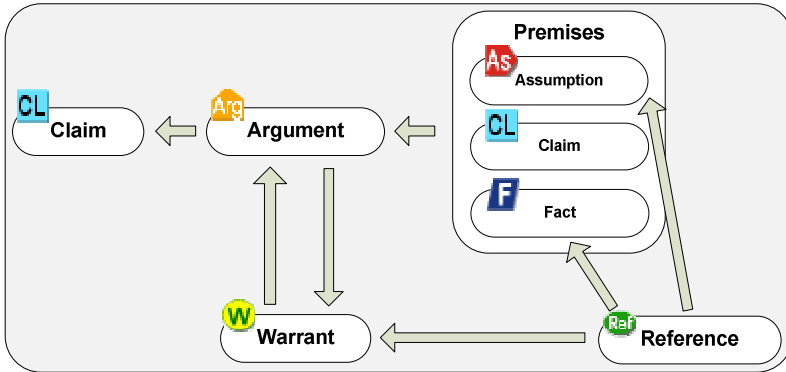 Premises
As
Assumption
CL
Claim
Arg
Argument
CL
Claim
F
Fact
W
Warrant
Ref
Reference